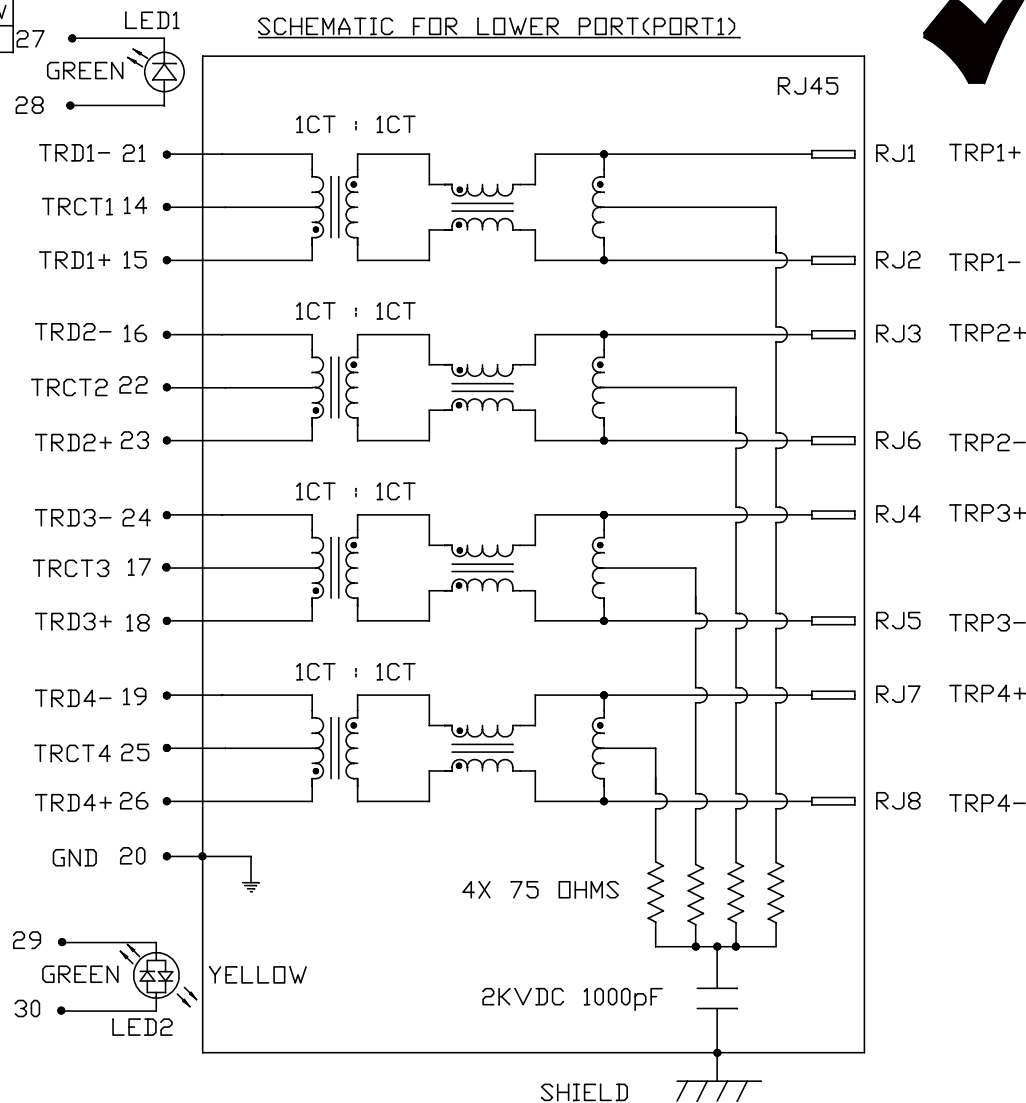 SCHEMATIC FOR LOWER PORT(PORT1)
LED1
27
GREEN
28
RJ45
1CT : 1CT
TRD1- 21
RJ1 TRP1+
TRCT1 14
TRD1+ 15
RJ2 TRP1-
1CT : 1CT
TRD2- 16
RJ3 TRP2+
TRCT2 22
TRD2+ 23
RJ6 TRP2-
1CT : 1CT
TRD3- 24
RJ4 TRP3+
TRCT3 17
TRD3+ 18
RJ5 TRP3-
1CT : 1CT
TRD4- 19
RJ7 TRP4+
TRCT4 25
TRD4+ 26
RJ8 TRP4-
GND 20
4X 75 OHMS
29
GREEN
YELLOW
30
LED2
2KVDC 1000pF
SHIELD